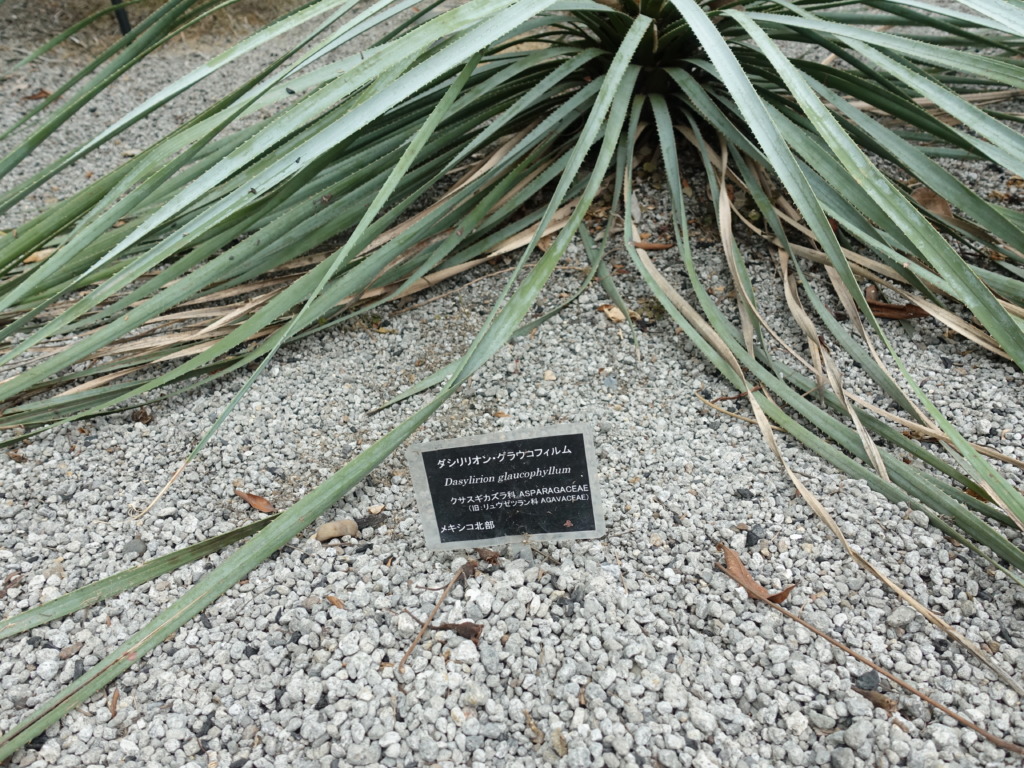 ダシリリオン・グラウコフィルム
Dasylirion glaucophyllum
クサスギカズラ科 ASPARAGACEAE
(旧:リュウゼツラン科 AGAVACEAE)
メキシコ北部